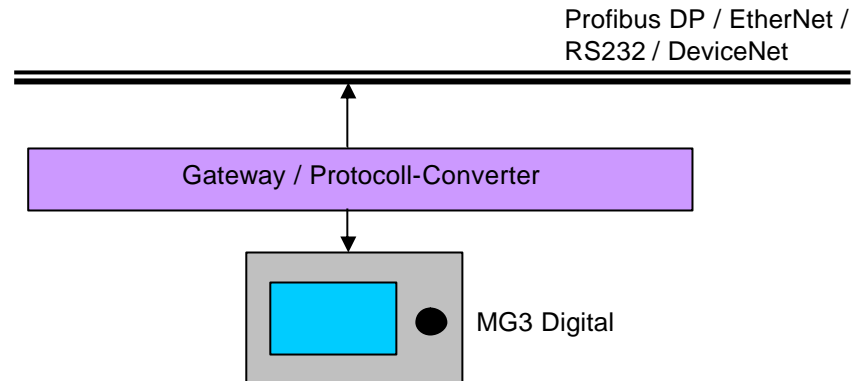 Profibus DP / EtherNet /
RS232 / DeviceNet
Gateway / Protocoll-Converter
MG3 Digital